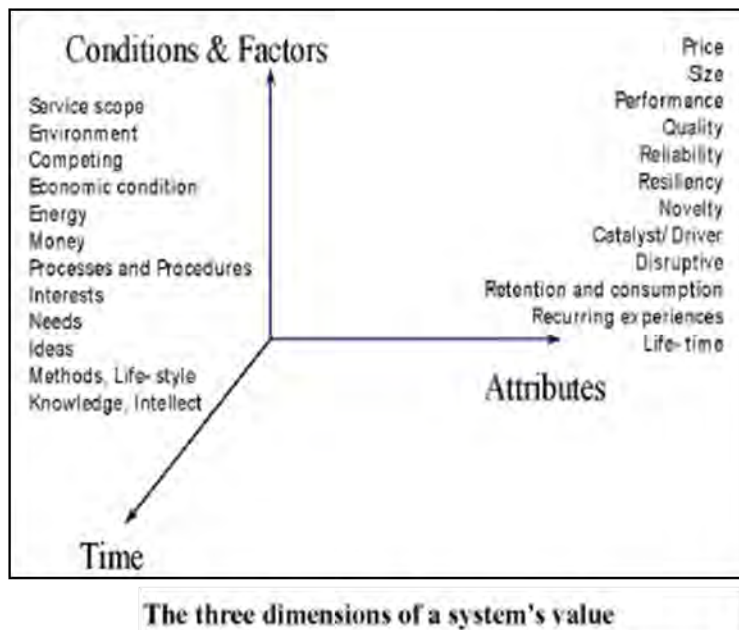 Conditions & Factors
Service scope
Environment
Competing
Economic condition
Energy
Money
Processes and Procedures
Interests
Needs
Ideas
Methods, Life-style
Knowledge, Intellect
Price
Size
Performance
Quality
Reliability
Resiliency
Novelty
Catalyst/ Driver
Disruptive
Retention and consumption
Recurring experiences
Life-time
Attributes
Time
The three dimensions of a system's value